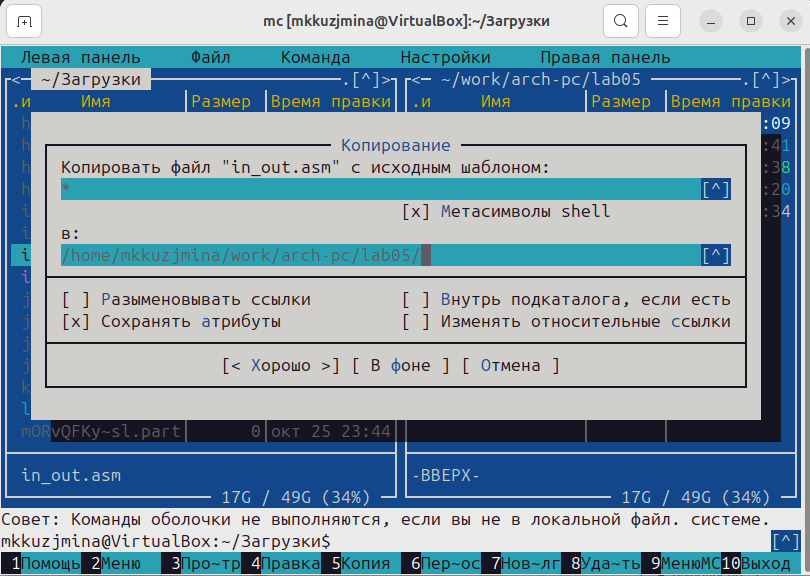 mc [mkkuzjmina@VirtualBox]:~/Загрузки
Левая панель Файл Команда Настройки Правая панель
<─ ~/Загрузки .[^]> <─ ~/work/arch-pc/lab05 .[^]>
.и Имя Размер Время правки .и Имя Размер Время правки
h :09
h Копирование :41
h Копировать файл "in_out.asm" с исходным шаблоном: :38
h * [^] :20
i [x] Метасимволы shell :34
i в:
i /home/mkkuzjmina/work/arch-pc/lab05/ [^]
i
j [ ] Разыменовывать ссылки [ ] Внутрь подкаталога, если есть
j [x] Сохранять атрибуты [ ] Изменять относительные ссылки
j
j [< Хорошо >] [ В фоне ] [ Отмена ]
k
l
mORvQFKy~sl.part 0 окт 25 23:44
in_out.asm -ВВЕРХ-
17G / 49G (34%) 17G / 49G (34%)
Совет: Команды оболочки не выполняются, если вы не в локальной файл. системе.
mkkuzjmina@VirtualBox:~/Загрузки$ [^]
1Помощь 2Меню 3Про~тр 4Правка 5Копия 6Пер~ос 7Нов~лг 8Уда~ть 9МенюМС 10Выход